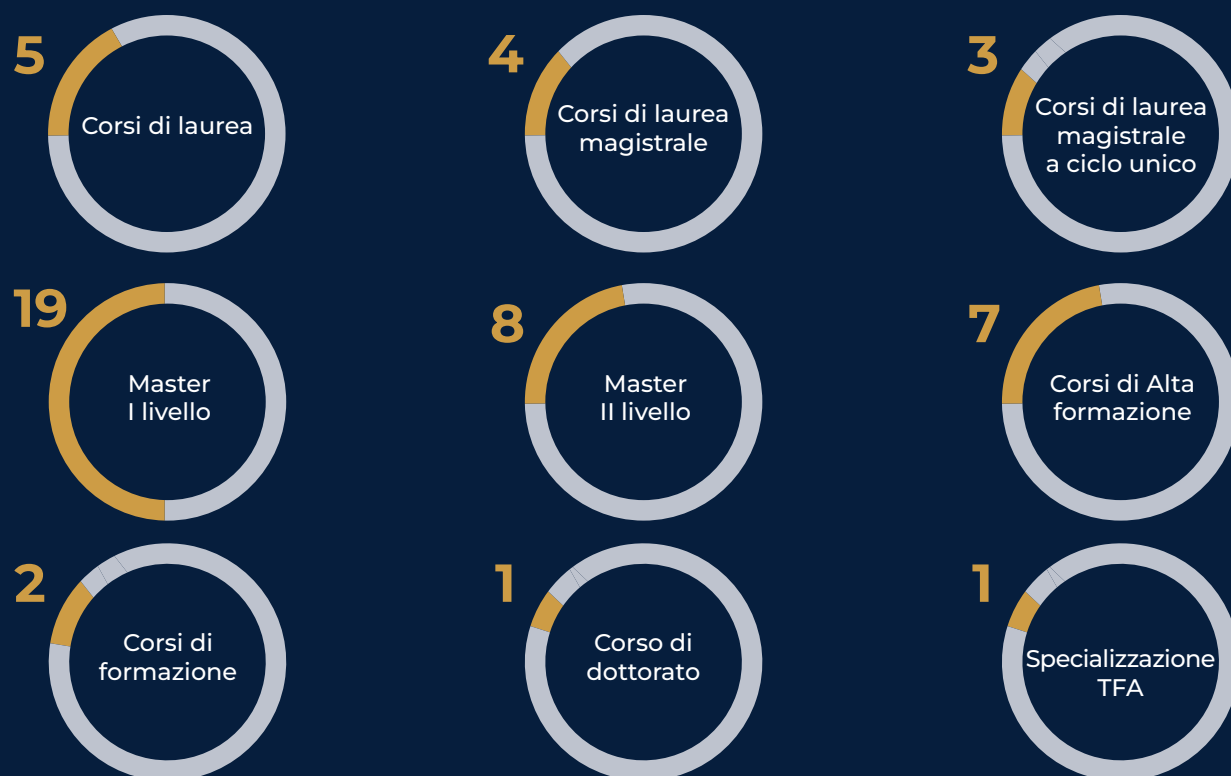 5
Corsi di laurea
4
Corsi di laurea
magistrale
3
Corsi di laurea
magistrale
a ciclo unico
19
Master
I livello
8
Master
II livello
7
Corsi di Alta
formazione
2
Corsi di
formazione
1
Corso di
dottorato
1
Specializzazione
TFA